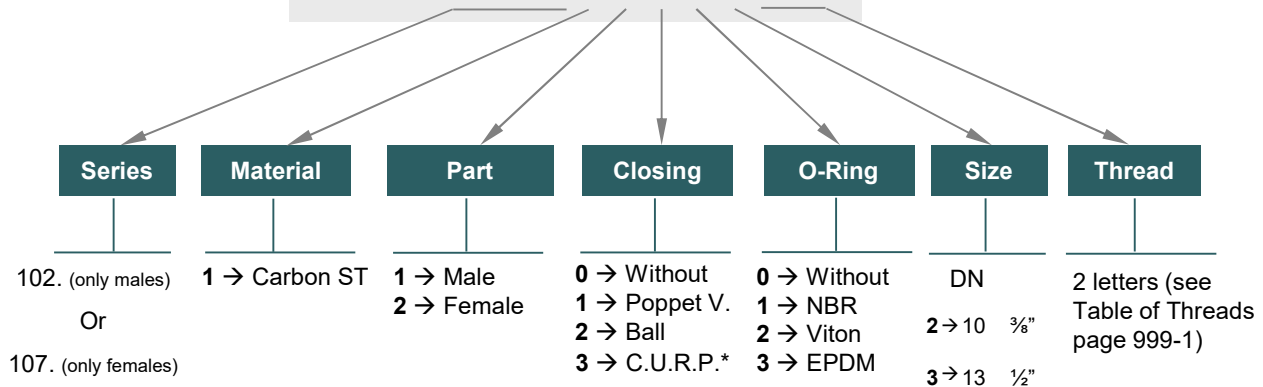 Series
102. (only males)
Or
107. (only females)
Material
1 → Carbon ST
Part
1 → Male
2 → Female
Closing
0 → Without
1 → Poppet V.
2 → Ball
3 → C.U.R.P.*
O-Ring
0 → Without
1 → NBR
2 → Viton
3 → EPDM
Size
DN
2 → 10 ⅜”
3 → 13 ½”
Thread
2 letters (see
Table of Threads
page 999-1)